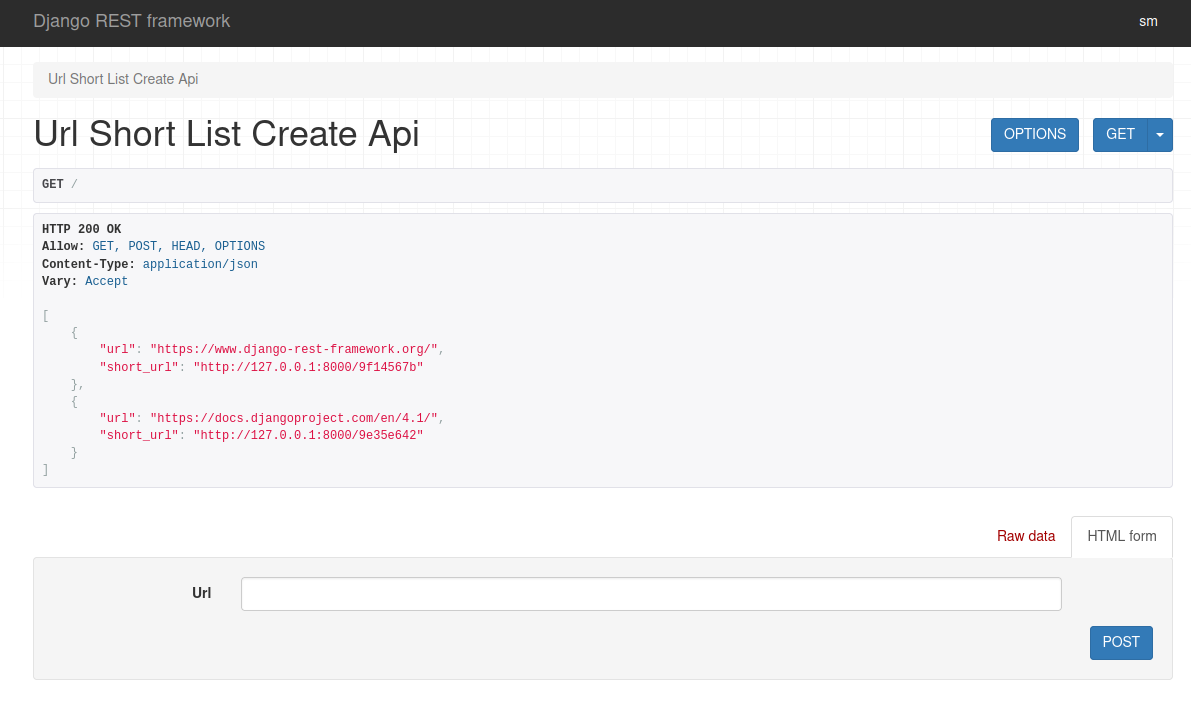 Django REST framework
sm
Url Short List Create Api
Url Short List Create Api
OPTIONS
GET
GET /
HTTP 200 OK
Allow: GET, POST, HEAD, OPTIONS
Content-Type: application/json
Vary: Accept
[
    {
        "url": "https://www.django-rest-framework.org/",
        "short_url": "http://127.0.0.1:8000/9f14567b"
    },
    {
        "url": "https://docs.djangoproject.com/en/4.1/",
        "short_url": "http://127.0.0.1:8000/9e35e642"
    }
]
Raw data
HTML form
Url
POST